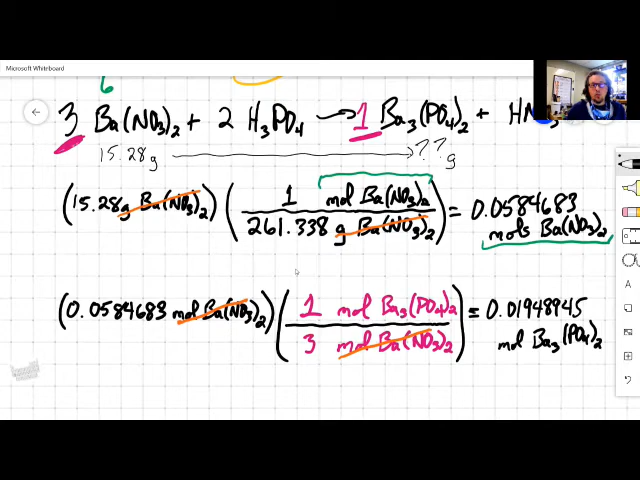 Microsoft Whiteboard
6
3 Ba(NO₃)₂ + 2 H₃PO₄ → 1 Ba₃(PO₄)₂ + HN
15.28g → ?? g
(15.28g Ba(NO₃)₂) (1 mol Ba(NO₃)₂ / 261.338 g Ba(NO₃)₂) = 0.0584683
mols Ba(NO₃)₂
(0.0584683 mol Ba(NO₃)₂) (1 mol Ba₃(PO₄)₂ / 3 mol Ba(NO₃)₂) = 0.01948945
mol Ba₃(PO₄)₂